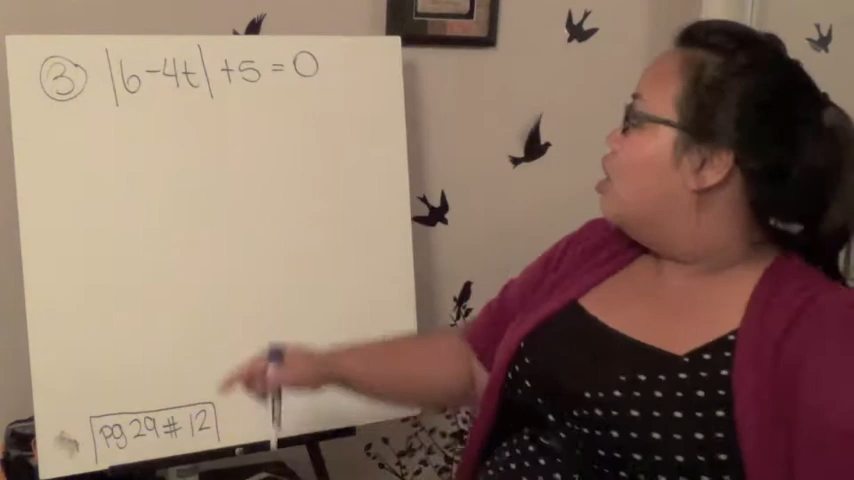 ③ |6-4t| +5 = 0
pg 29 # 12